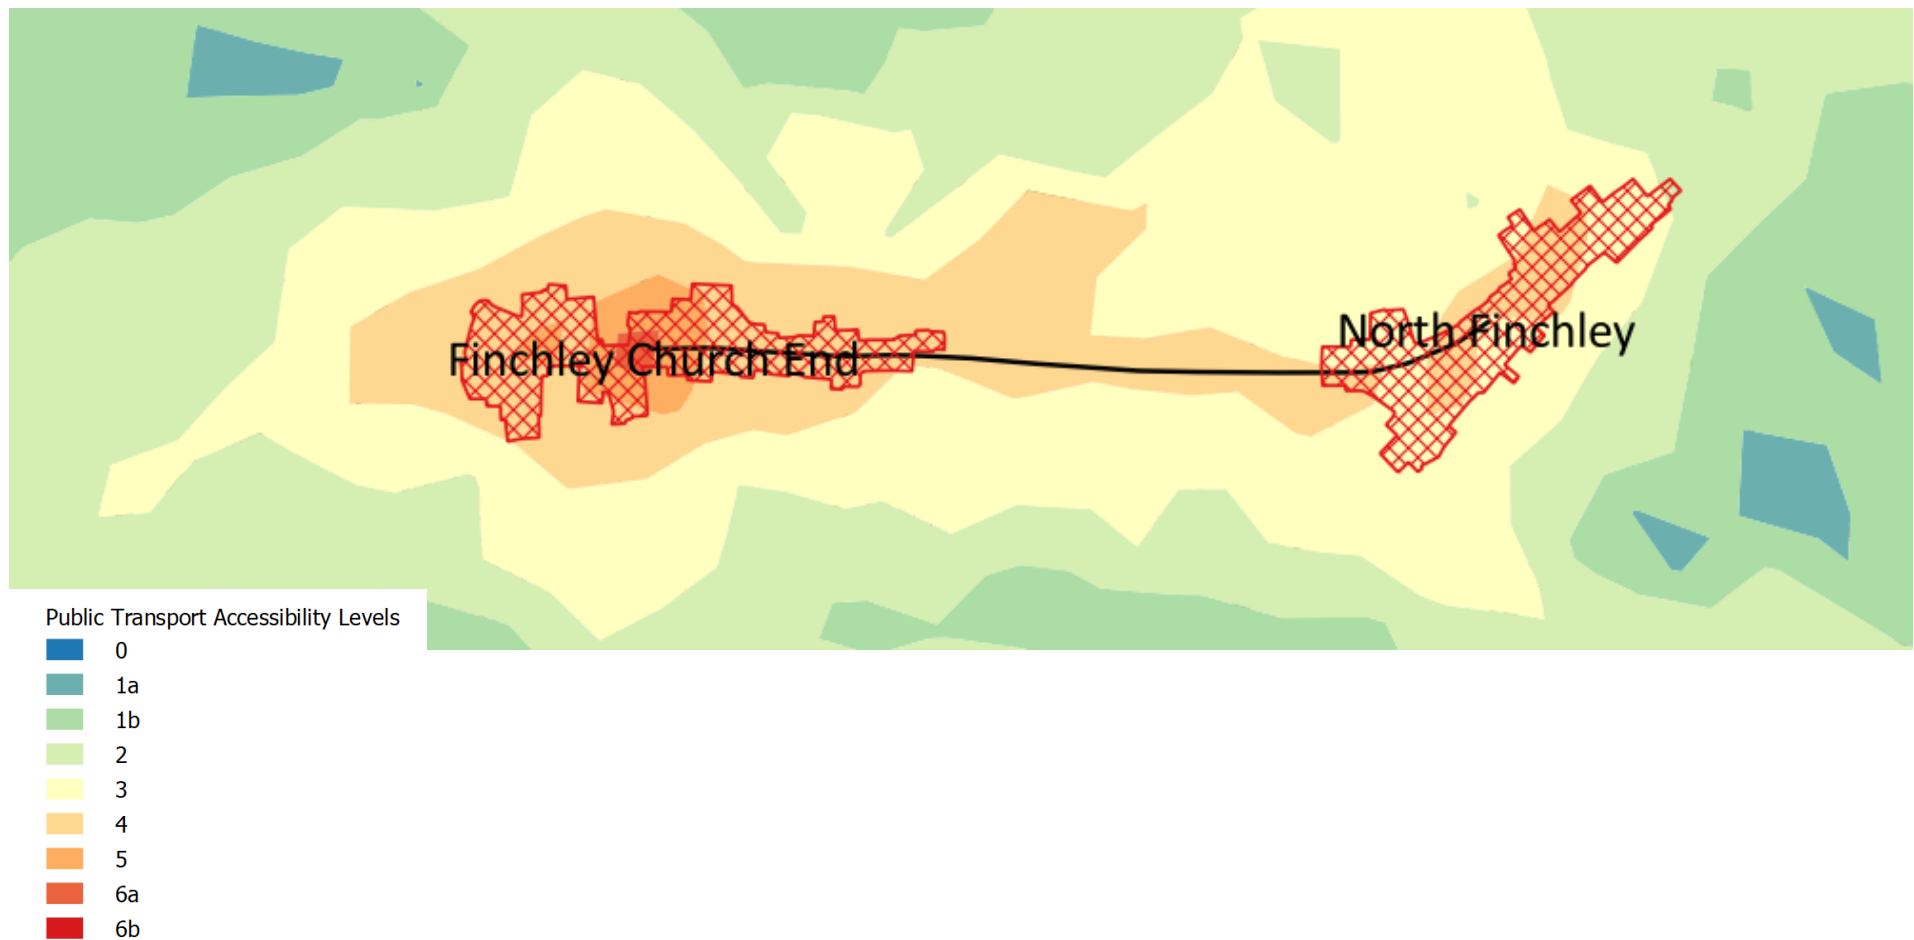 North Finchley
Finchley Church End
Public Transport Accessibility Levels
0
1a
1b
2
3
4
5
6a
6b